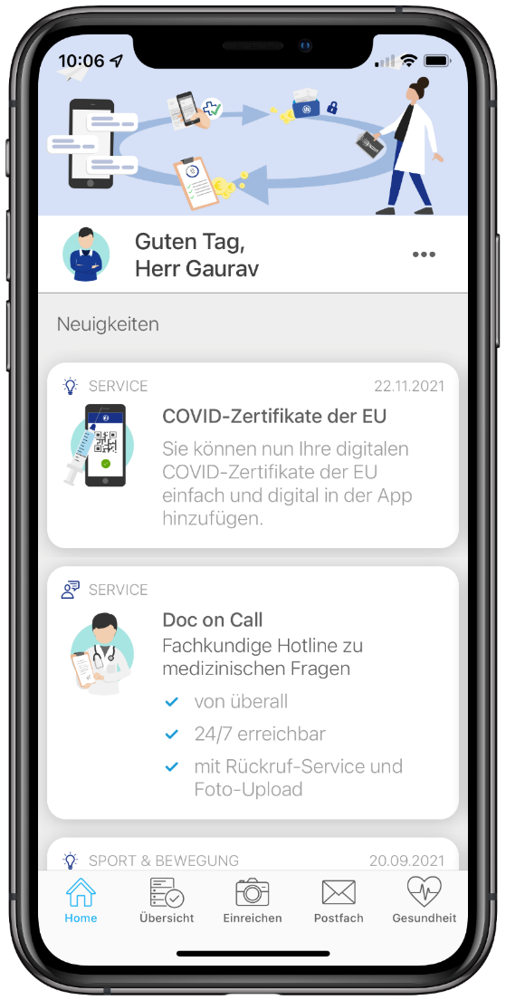 10:06
Guten Tag,
Herr Gaurav
Neuigkeiten
SERVICE
22.11.2021
COVID-Zertifikate der EU
Sie können nun Ihre digitalen
COVID-Zertifikate der EU
einfach und digital in der App
hinzufügen.
SERVICE
Doc on Call
Fachkundige Hotline zu
medizinischen Fragen
von überall
24/7 erreichbar
mit Rückruf-Service und
Foto-Upload
SPORT & BEWEGUNG
20.09.2021
Home
Übersicht
Einreichen
Postfach
Gesundheit